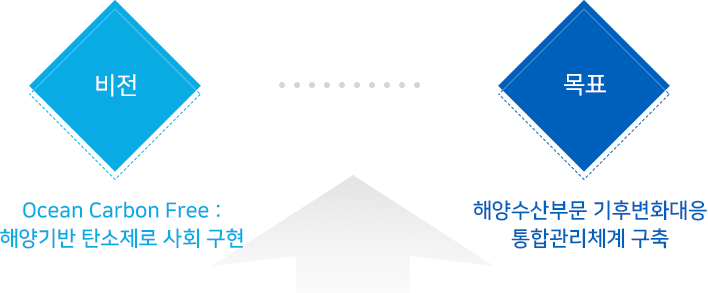 비전
목표
Ocean Carbon Free :
해양기반 탄소제로 사회 구현
해양수산부문 기후변화대응
통합관리체계 구축